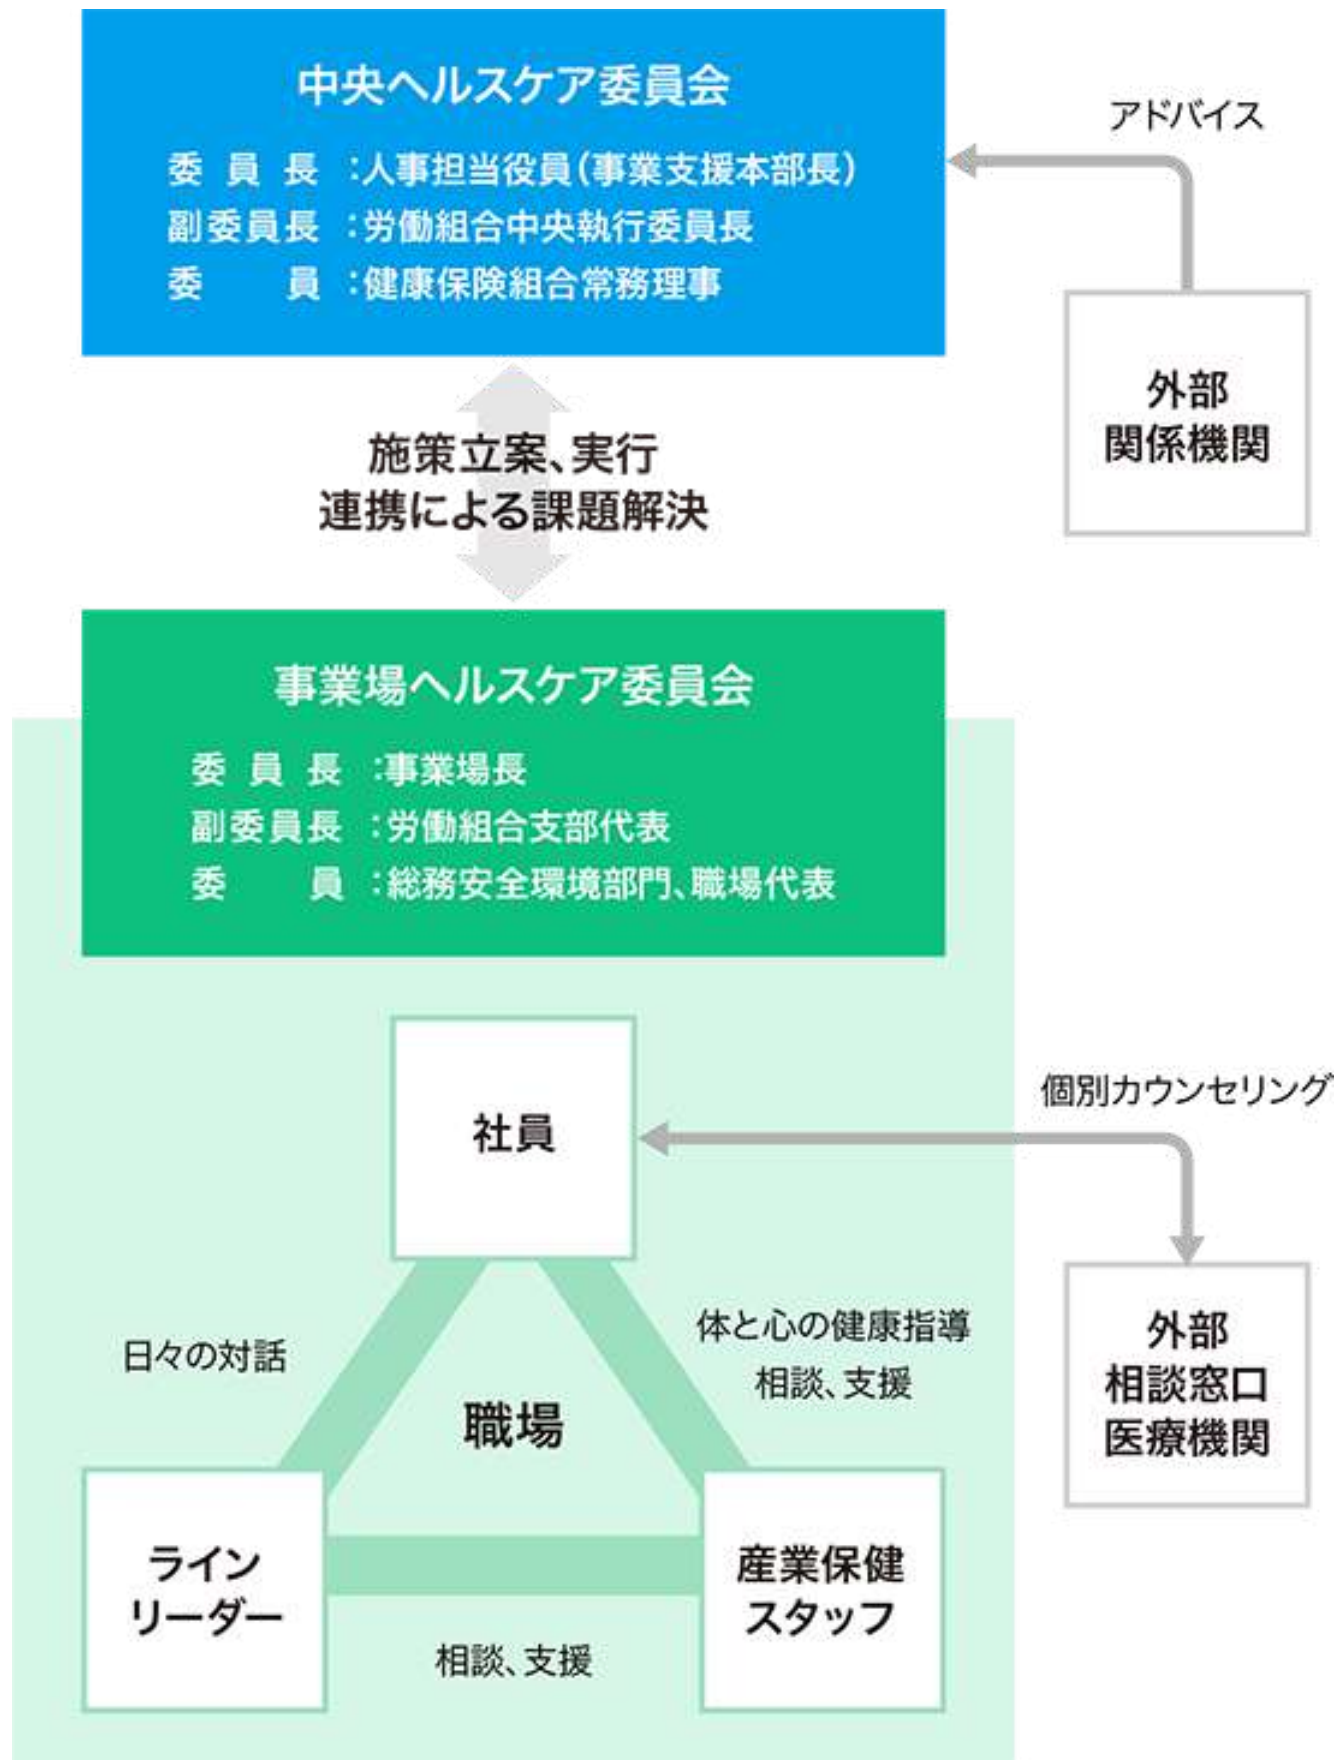 中央ヘルスケア委員会
委員長:人事担当役員(事業支援本部長)
副委員長:労働組合中央執行委員長
委員:健康保険組合常務理事
アドバイス
外部
関係機関
施策立案、実行
連携による課題解決
事業場ヘルスケア委員会
委員長:事業場長
副委員長:労働組合支部代表
委員:総務安全環境部門、職場代表
社員
個別カウンセリング
外部
相談窓口
医療機関
日々の対話
体と心の健康指導
相談、支援
職場
ライン
リーダー
産業保健
スタッフ
相談、支援